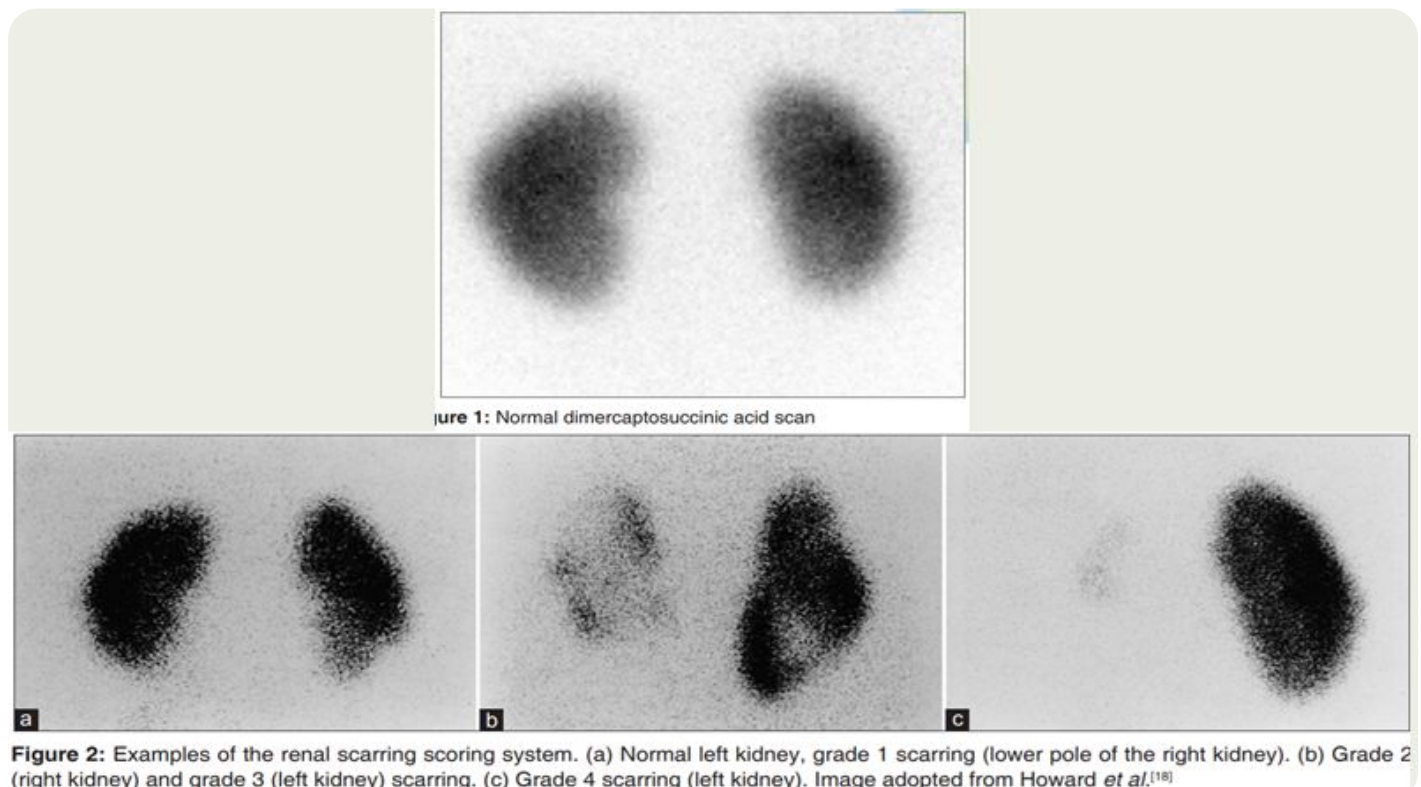 gure 1: Normal dimercaptosuccinic acid scan
a
b
c
Figure 2: Examples of the renal scarring scoring system. (a) Normal left kidney, grade 1 scarring (lower pole of the right kidney). (b) Grade 2
(right kidney) and grade 3 (left kidney) scarring. (c) Grade 4 scarring (left kidney). Image adopted from Howard et al.[18]